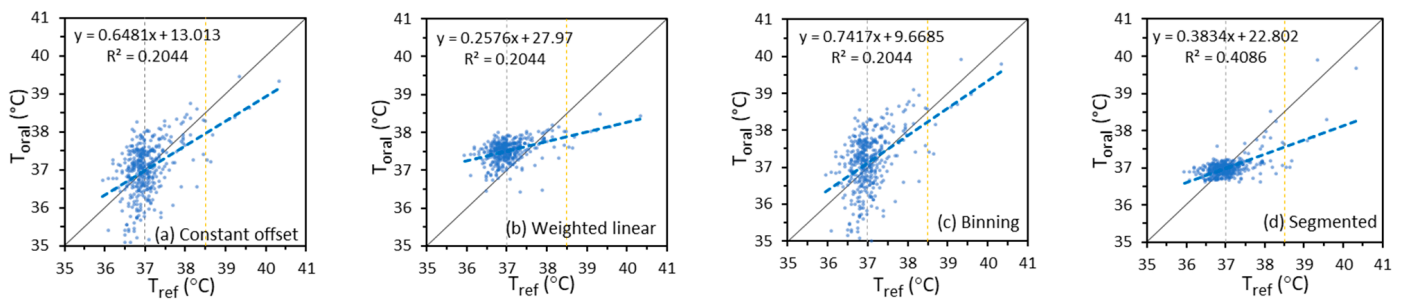 41
40
39
38
37
36
35
T_oral (°C)
y = 0.6481x + 13.013
R² = 0.2044
(a) Constant offset
35 36 37 38 39 40 41
T_ref (°C)
41
40
39
38
37
36
35
T_oral (°C)
y = 0.2576x + 27.97
R² = 0.2044
(b) Weighted linear
35 36 37 38 39 40 41
T_ref (°C)
41
40
39
38
37
36
35
T_oral (°C)
y = 0.7417x + 9.6685
R² = 0.2044
(c) Binning
35 36 37 38 39 40 41
T_ref (°C)
41
40
39
38
37
36
35
T_oral (°C)
y = 0.3834x + 22.802
R² = 0.4086
(d) Segmented
35 36 37 38 39 40 41
T_ref (°C)